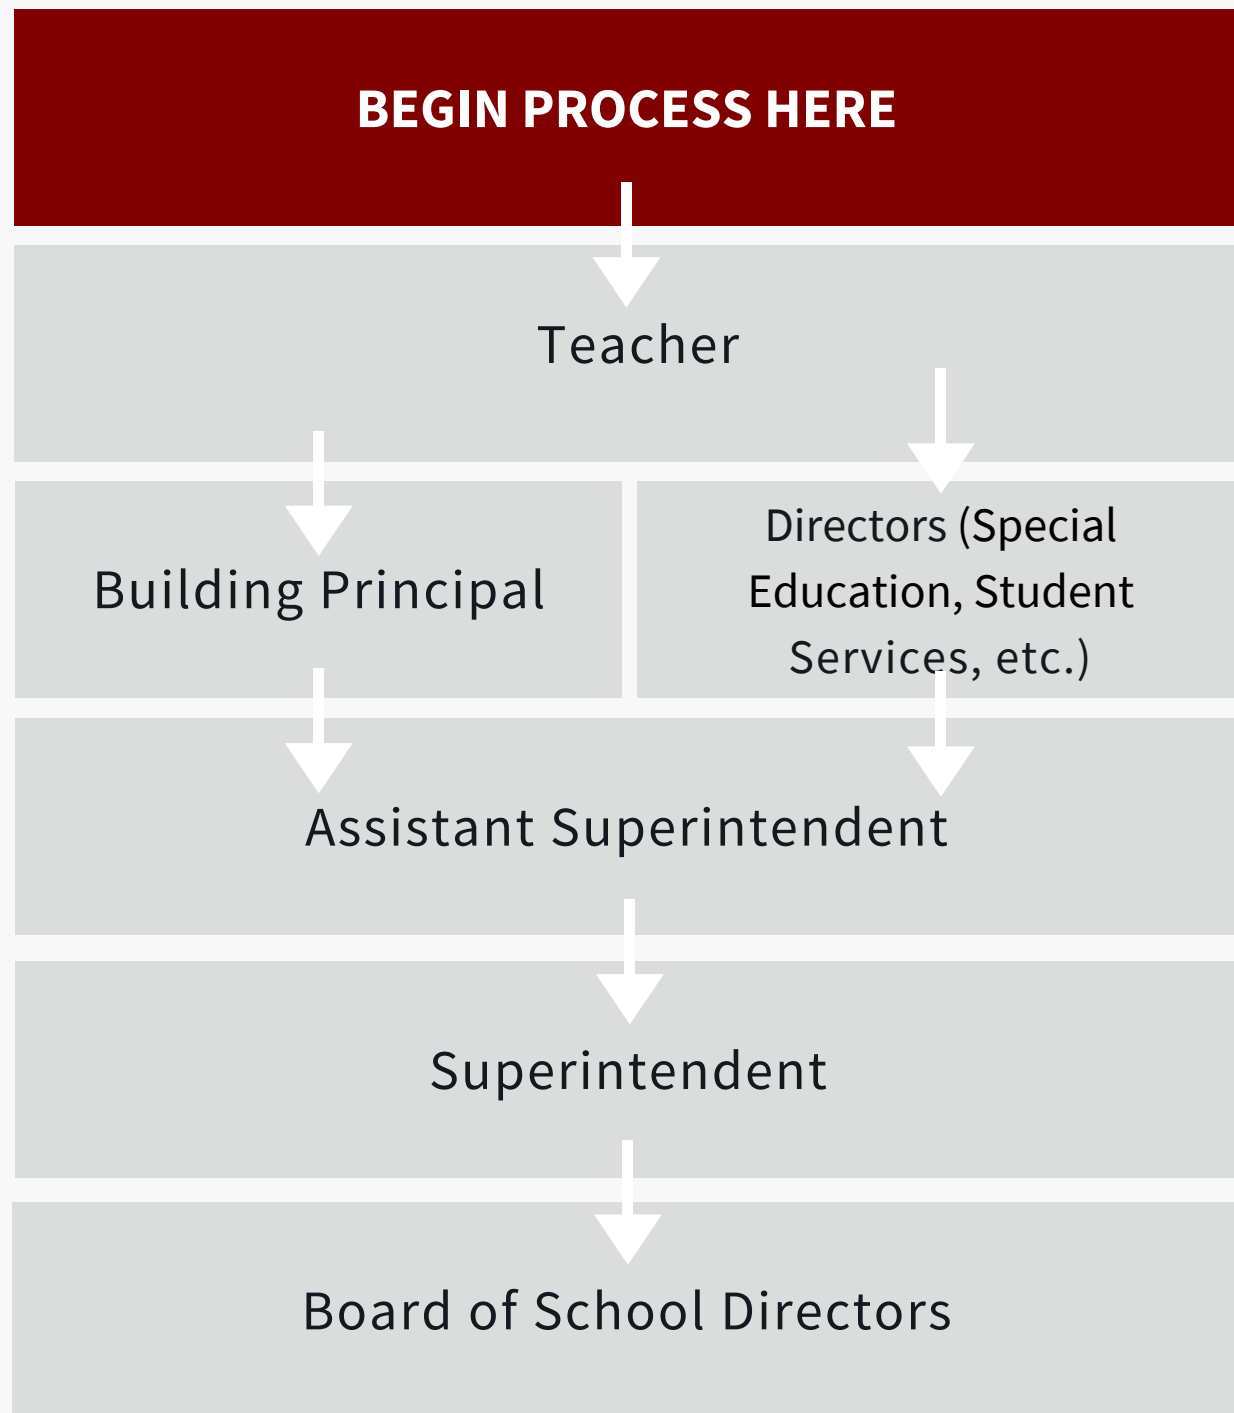 BEGIN PROCESS HERE
Teacher
Building Principal
Directors (Special
Education, Student
Services, etc.)
Assistant Superintendent
Superintendent
Board of School Directors